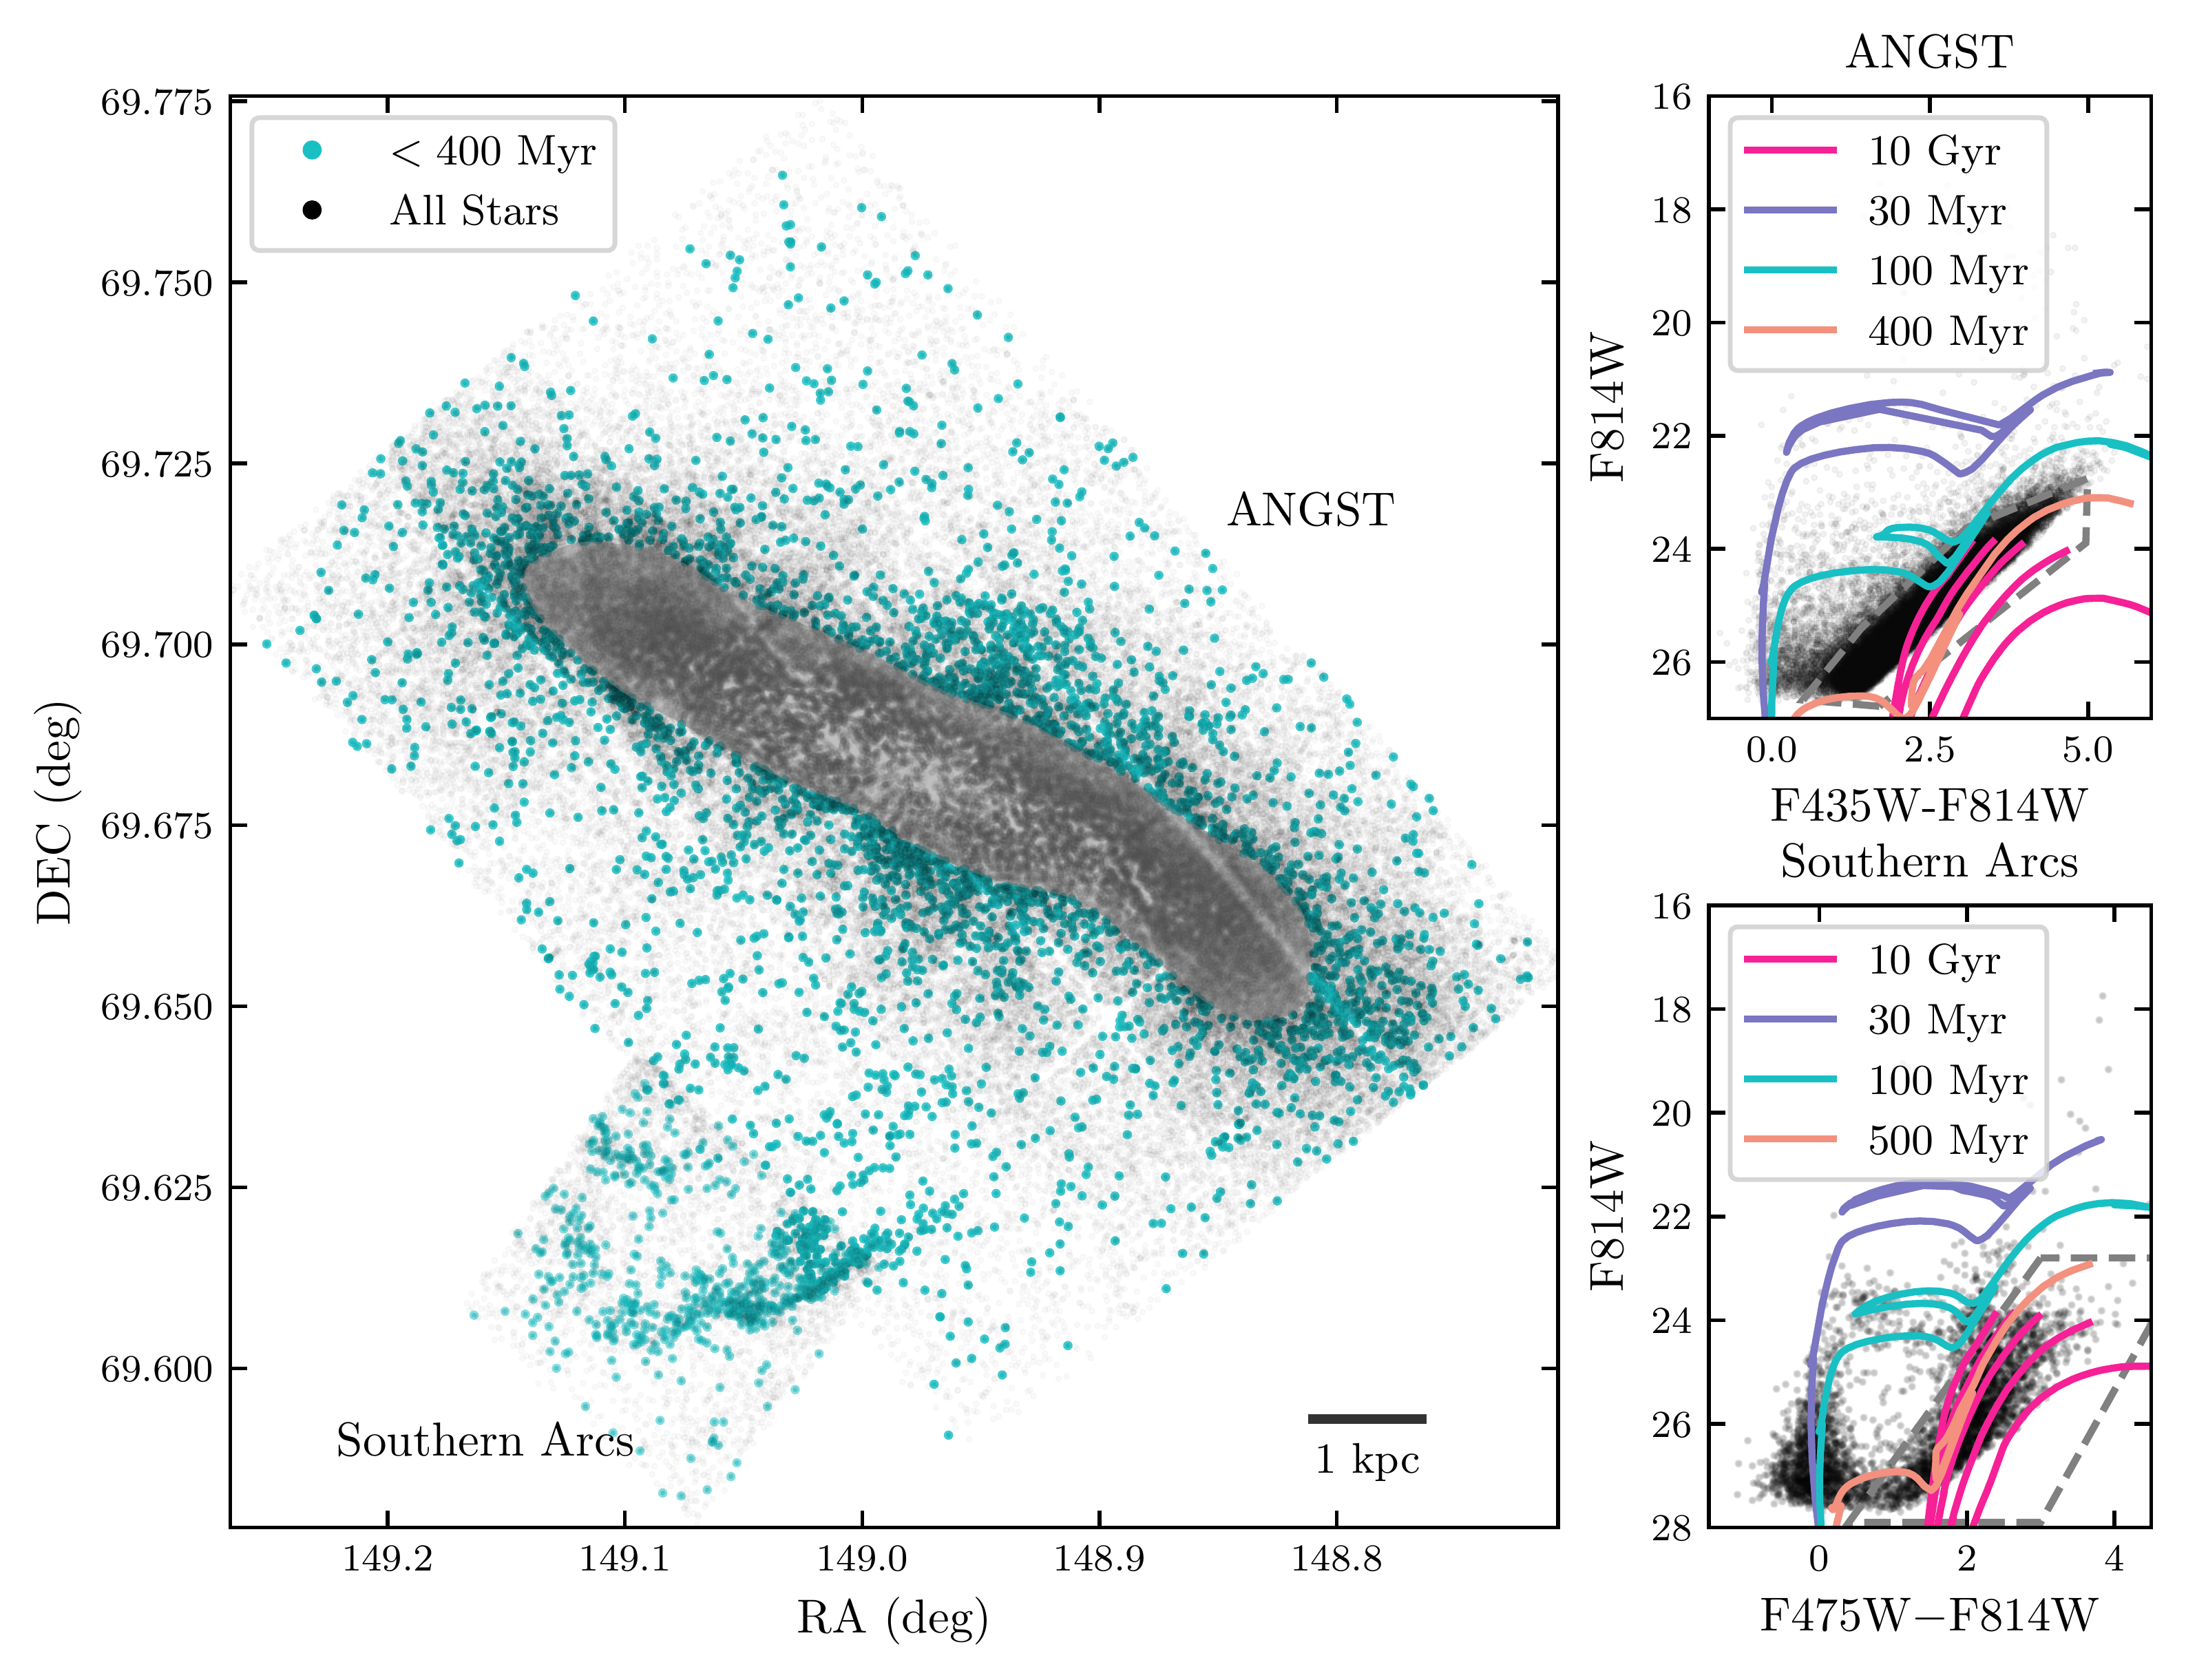 69.775
69.750
69.725
69.700
69.675
69.650
69.625
69.600
DEC (deg)
< 400 Myr
All Stars
ANGST
Southern Arcs
1 kpc
149.2 149.1 149.0 148.9 148.8
RA (deg)
ANGST
16
18
20
22
24
26
F814W
10 Gyr
30 Myr
100 Myr
400 Myr
0.0 2.5 5.0
F435W-F814W
Southern Arcs
16
18
20
22
24
26
28
F814W
10 Gyr
30 Myr
100 Myr
500 Myr
0 2 4
F475W−F814W